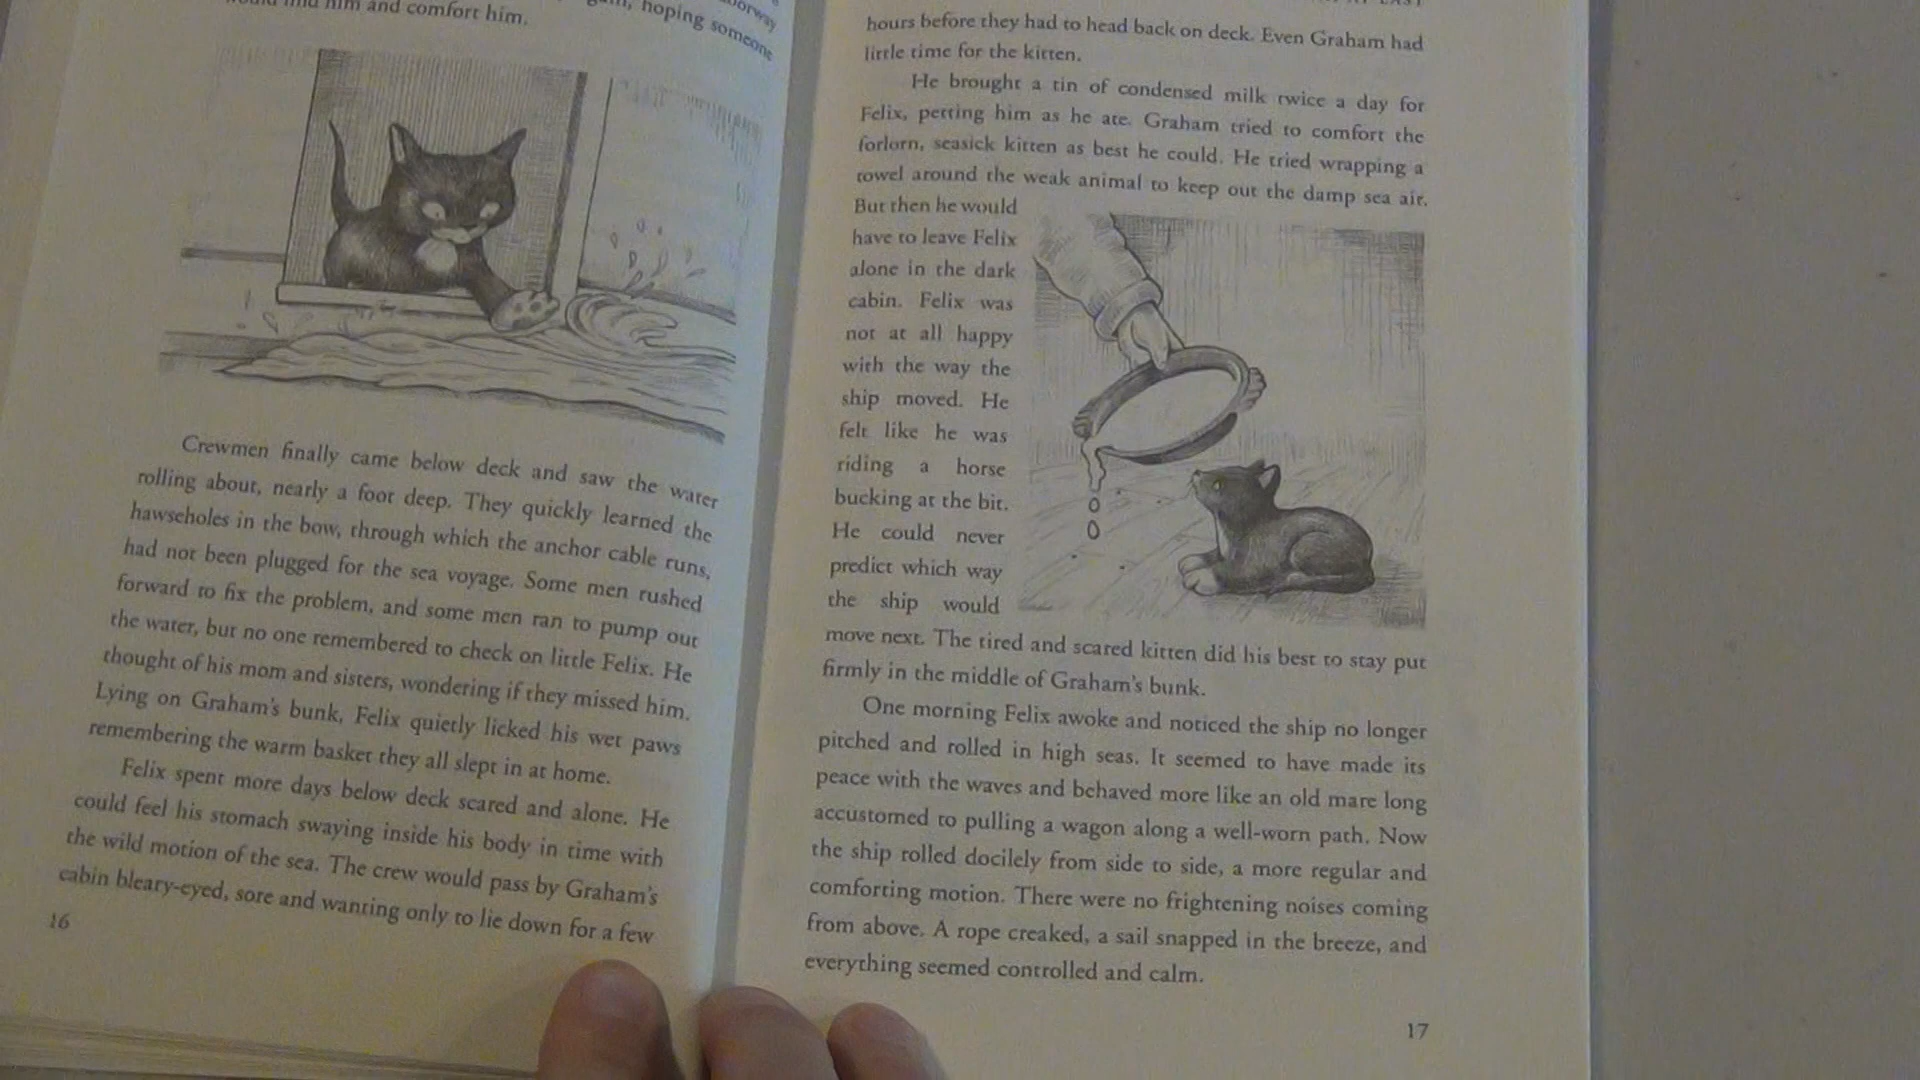 doorway
again, hoping someone
would find him and comfort him.
Crewmen finally came below deck and saw the water
rolling about, nearly a foot deep. They quickly learned the
hawseholes in the bow, through which the anchor cable runs,
had not been plugged for the sea voyage. Some men rushed
forward to fix the problem, and some men ran to pump out
the water, but no one remembered to check on little Felix. He
thought of his mom and sisters, wondering if they missed him.
Lying on Graham's bunk, Felix quietly licked his wet paws
remembering the warm basket they all slept in at home.
Felix spent more days below deck scared and alone. He
could feel his stomach swaying inside his body in time with
the wild motion of the sea. The crew would pass by Graham's
cabin bleary-eyed, sore and wanting only to lie down for a few
16
AT LAST
hours before they had to head back on deck. Even Graham had
little time for the kitten.
He brought a tin of condensed milk twice a day for
Felix, petting him as he ate. Graham tried to comfort the
forlorn, seasick kitten as best he could. He tried wrapping a
towel around the weak animal to keep out the damp sea air.
But then he would
have to leave Felix
alone in the dark
cabin. Felix was
not at all happy
with the way the
ship moved. He
felt like he was
riding a horse
bucking at the bit.
He could never
predict which way
the ship would
move next. The tired and scared kitten did his best to stay put
firmly in the middle of Graham's bunk.
One morning Felix awoke and noticed the ship no longer
pitched and rolled in high seas. It seemed to have made its
peace with the waves and behaved more like an old mare long
accustomed to pulling a wagon along a well-worn path. Now
the ship rolled docilely from side to side, a more regular and
comforting motion. There were no frightening noises coming
from above. A rope creaked, a sail snapped in the breeze, and
everything seemed controlled and calm.
17